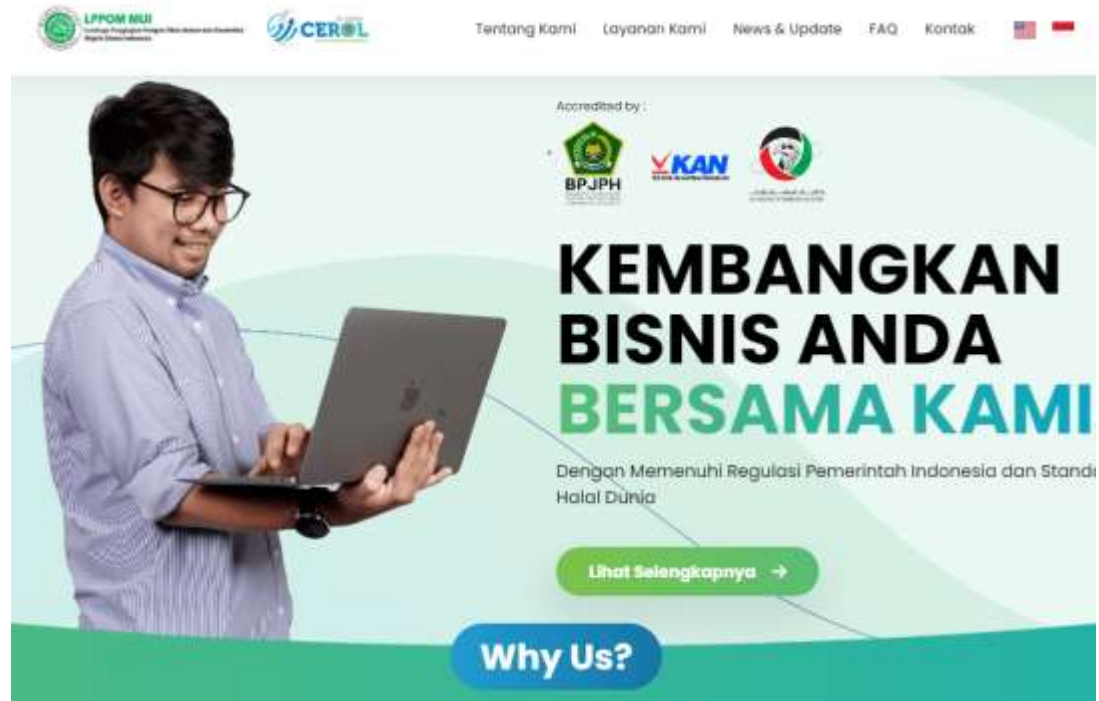 LPPOM MUI
CEROL
Tentang Kami
Layanan Kami
News & Update
FAQ
Kontak
Accredited by :
BPJPH
KAN
KEMBANGKAN
BISNIS ANDA
BERSAMA KAMI
Dengan Memenuhi Regulasi Pemerintah Indonesia dan Standa
Halal Dunia
Lihat Selengkapnya →
Why Us?